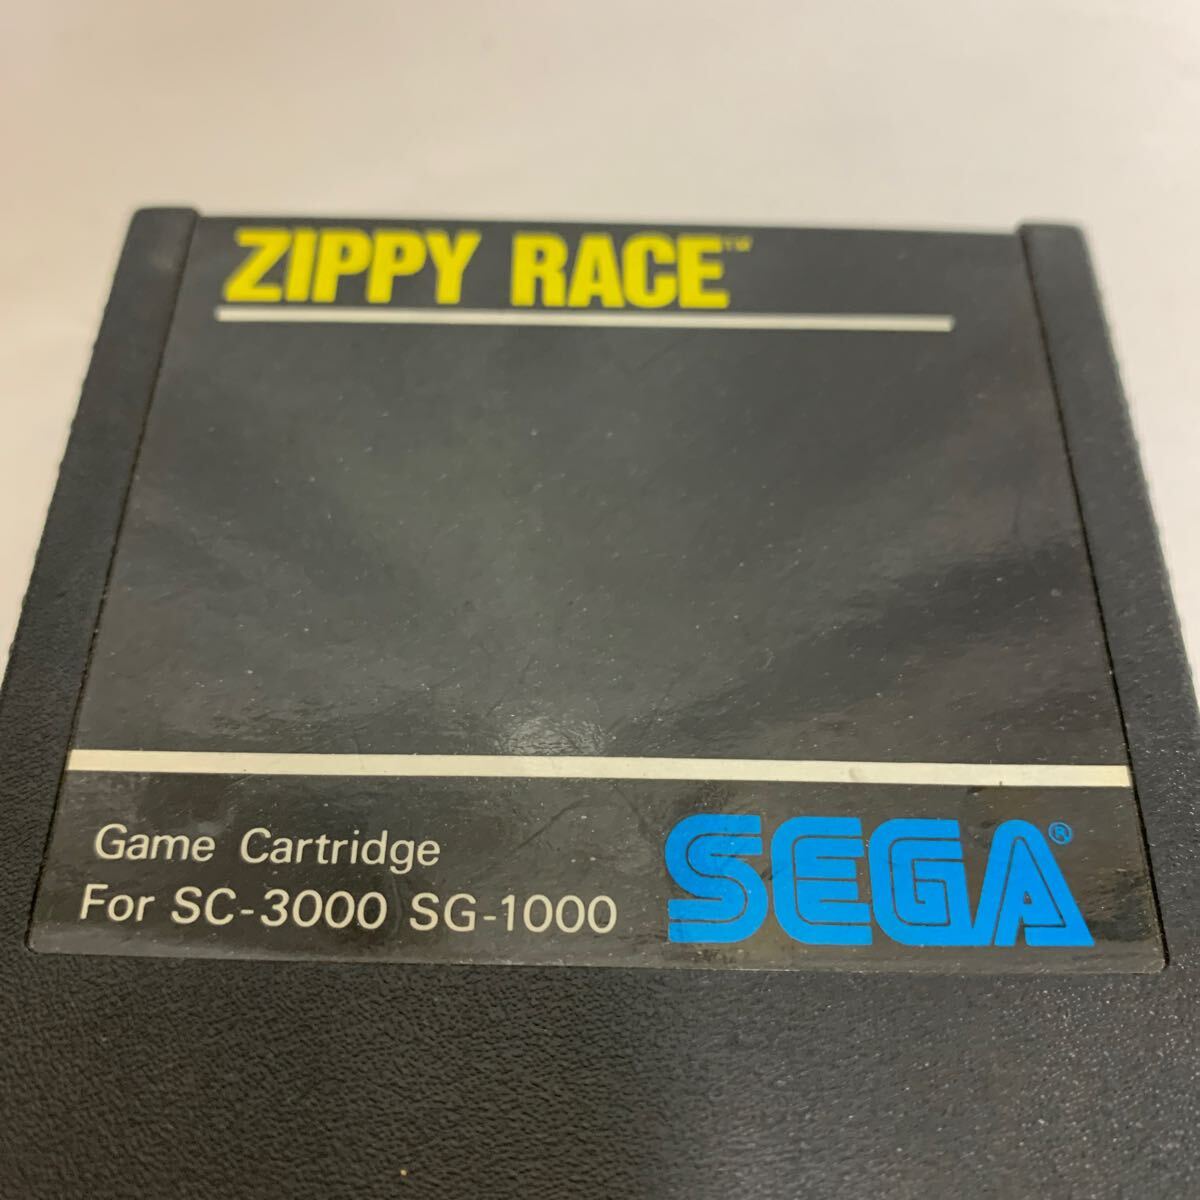 ZIPPY RACE™
Game Cartridge
For SC-3000 SG-1000
SEGA®